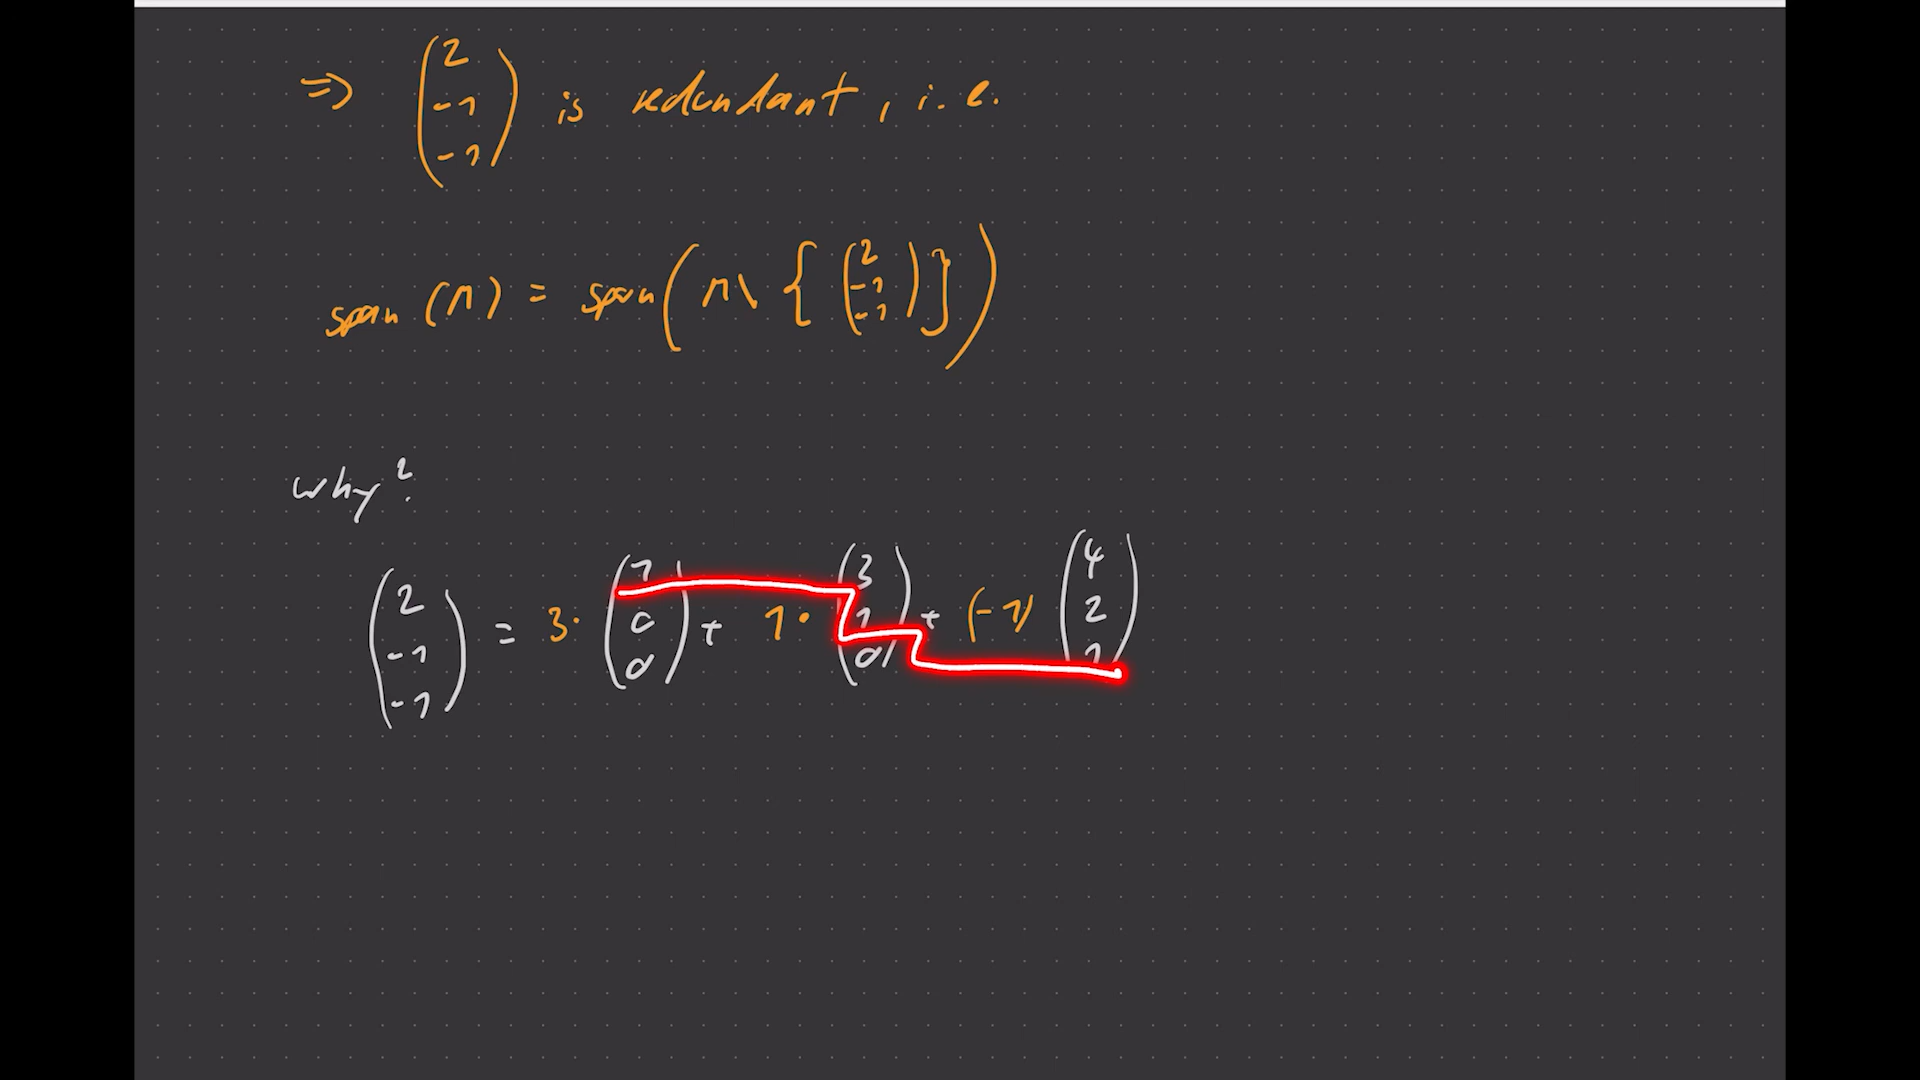 ⇒ (2 -1 -1) is redundant, i.e.
span (M) = span(M \ { (2 -1 -1) })
why?
(2 -1 -1) = 3· (1 0 0) + 1· (3 1 0) + (-1) (4 2 1)